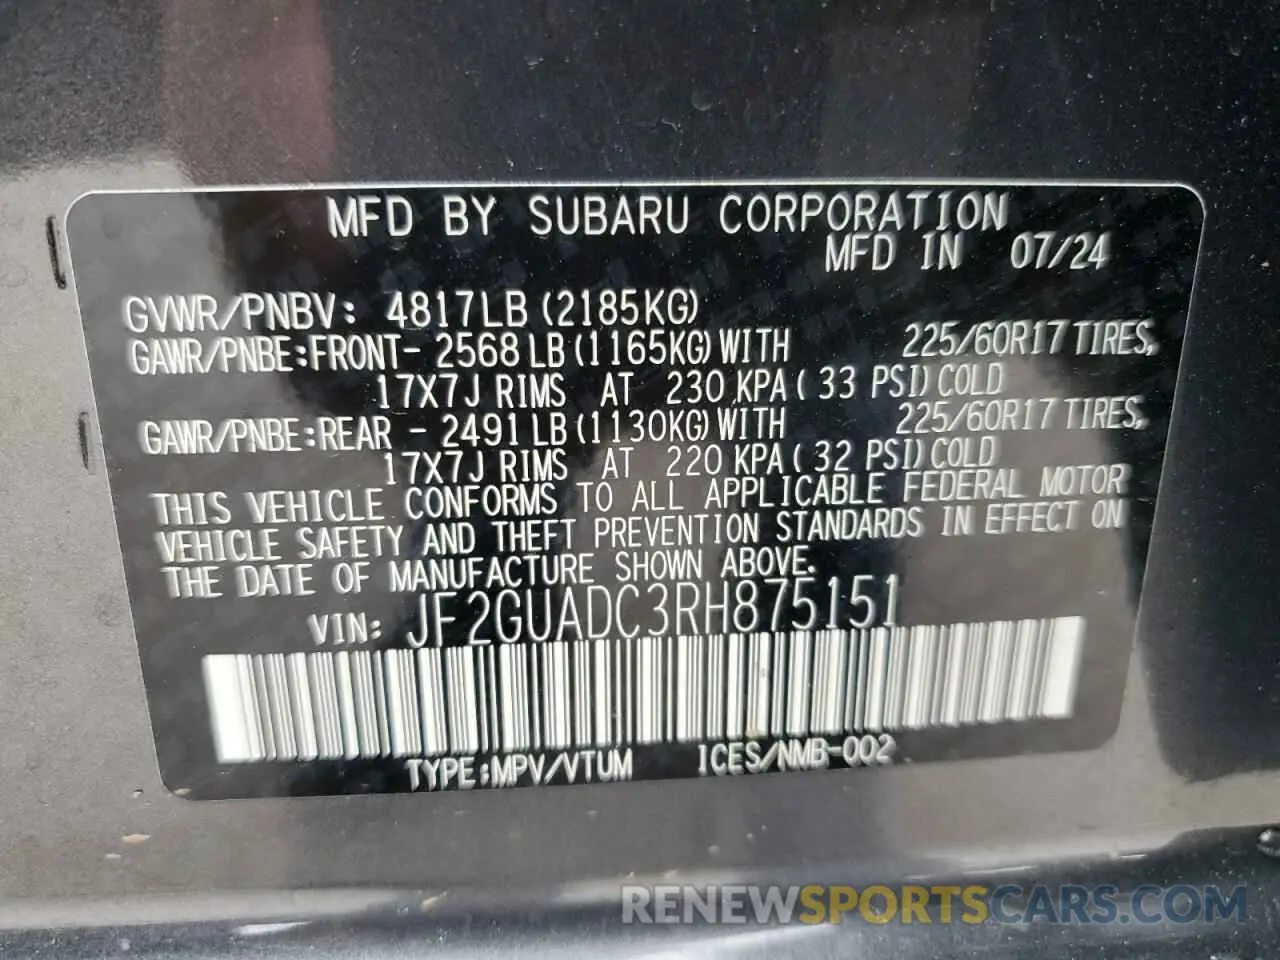 MFD BY SUBARU CORPORATION
MFD IN 07/24
GVWR/PNBV: 4817LB (2185KG)
GAWR/PNBE:FRONT- 2568LB (1165KG) WITH 225/60R17 TIRES,
17X7J RIMS AT 230 KPA ( 33 PSI) COLD
GAWR/PNBE:REAR - 2491LB (1130KG) WITH 225/60R17 TIRES,
17X7J RIMS AT 220 KPA ( 32 PSI) COLD
THIS VEHICLE CONFORMS TO ALL APPLICABLE FEDERAL MOTOR
VEHICLE SAFETY AND THEFT PREVENTION STANDARDS IN EFFECT ON
THE DATE OF MANUFACTURE SHOWN ABOVE.
VIN: JF2GUADC3RH875151
TYPE:MPV/VTUM ICES/NMB-002
RENEWSPORTSCARS.COM